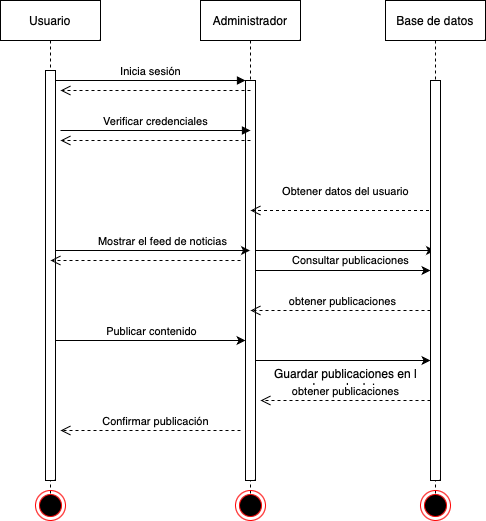 Usuario
Administrador
Base de datos
Inicia sesión
Verificar credenciales
Obtener datos del usuario
Mostrar el feed de noticias
Consultar publicaciones
obtener publicaciones
Publicar contenido
Guardar publicaciones en l
obtener publicaciones
Confirmar publicación